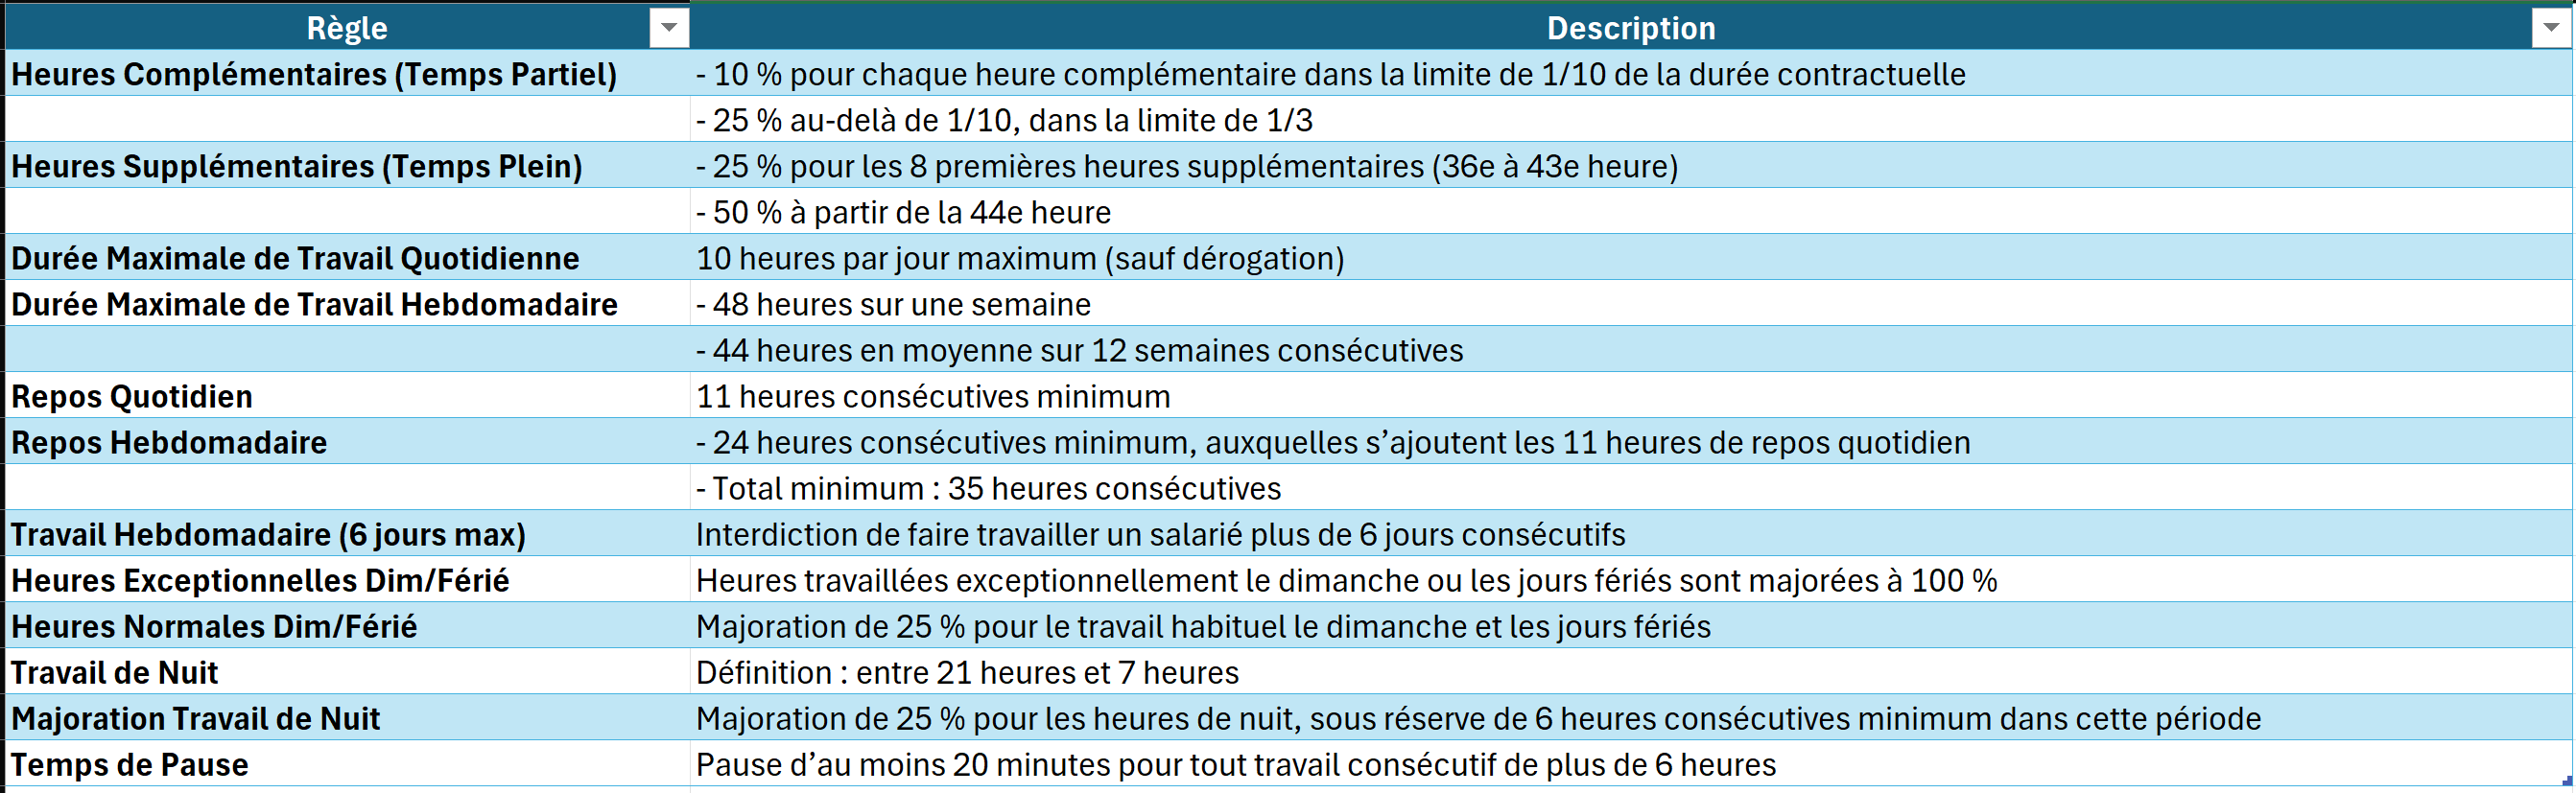 Règle Description
Heures Complémentaires (Temps Partiel) - 10 % pour chaque heure complémentaire dans la limite de 1/10 de la durée contractuelle
- 25 % au-delà de 1/10, dans la limite de 1/3
Heures Supplémentaires (Temps Plein) - 25 % pour les 8 premières heures supplémentaires (36e à 43e heure)
- 50 % à partir de la 44e heure
Durée Maximale de Travail Quotidienne 10 heures par jour maximum (sauf dérogation)
Durée Maximale de Travail Hebdomadaire - 48 heures sur une semaine
- 44 heures en moyenne sur 12 semaines consécutives
Repos Quotidien 11 heures consécutives minimum
Repos Hebdomadaire - 24 heures consécutives minimum, auxquelles s’ajoutent les 11 heures de repos quotidien
- Total minimum : 35 heures consécutives
Travail Hebdomadaire (6 jours max) Interdiction de faire travailler un salarié plus de 6 jours consécutifs
Heures Exceptionnelles Dim/Férié Heures travaillées exceptionnellement le dimanche ou les jours fériés sont majorées à 100 %
Heures Normales Dim/Férié Majoration de 25 % pour le travail habituel le dimanche et les jours fériés
Travail de Nuit Définition : entre 21 heures et 7 heures
Majoration Travail de Nuit Majoration de 25 % pour les heures de nuit, sous réserve de 6 heures consécutives minimum dans cette période
Temps de Pause Pause d’au moins 20 minutes pour tout travail consécutif de plus de 6 heures